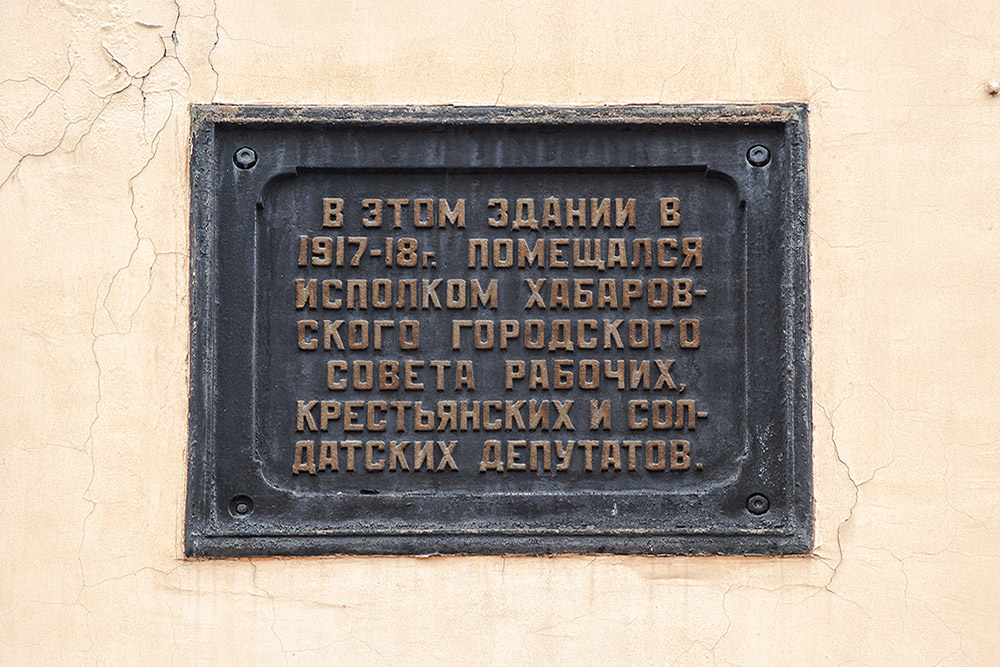 В ЭТОМ ЗДАНИИ В
1917-18г. ПОМЕЩАЛСЯ
ИСПОЛКОМ ХАБАРОВ-
СКОГО ГОРОДСКОГО
СОВЕТА РАБОЧИХ,
КРЕСТЬЯНСКИХ И СОЛ-
ДАТСКИХ ДЕПУТАТОВ.